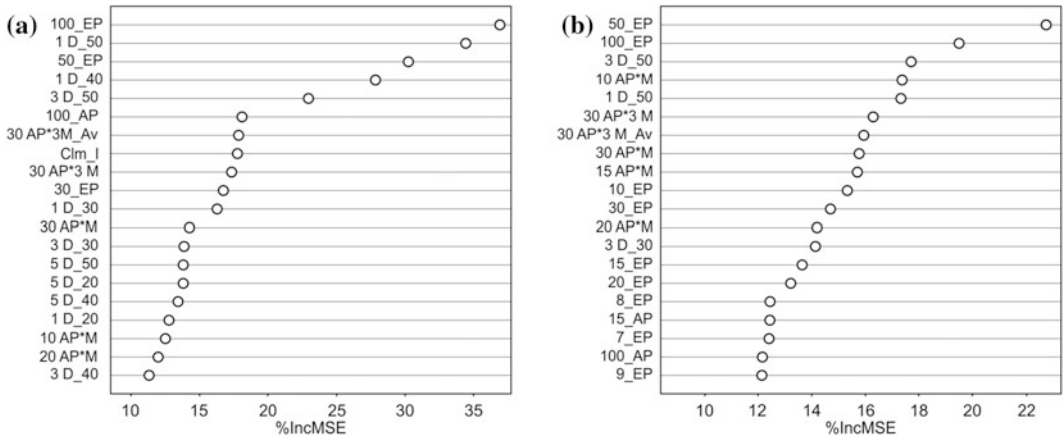 (a)
100_EP
1 D_50
50_EP
1 D_40
3 D_50
100_AP
30 AP*3M_Av
Clm_I
30 AP*3 M
30_EP
1 D_30
30 AP*M
3 D_30
5 D_50
5 D_20
5 D_40
1 D_20
10 AP*M
20 AP*M
3 D_40
10 15 20 25 30 35
%IncMSE
(b)
50_EP
100_EP
3 D_50
10 AP*M
1 D_50
30 AP*3 M
30 AP*3 M_Av
30 AP*M
15 AP*M
10_EP
30_EP
20 AP*M
3 D_30
15_EP
20_EP
8_EP
15_AP
7_EP
100_AP
9_EP
10 12 14 16 18 20 22
%IncMSE